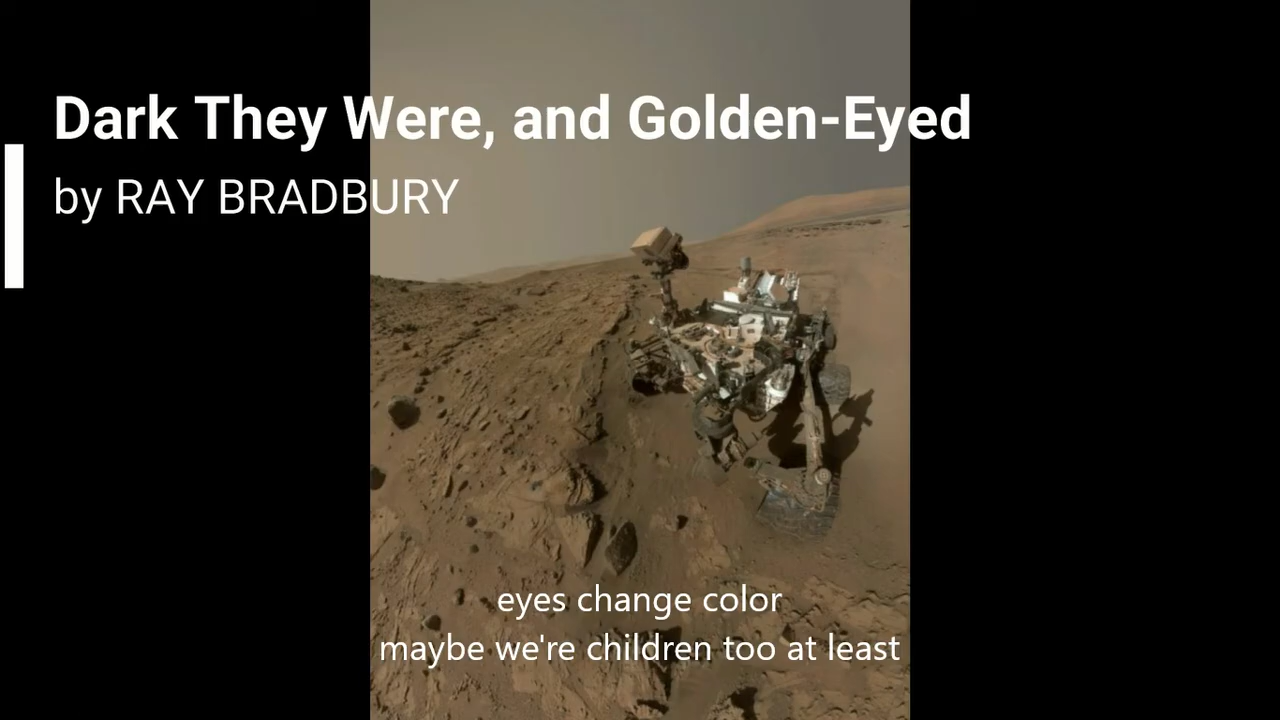 Dark They Were, and Golden-Eyed
by RAY BRADBURY
eyes change color
maybe we're children too at least